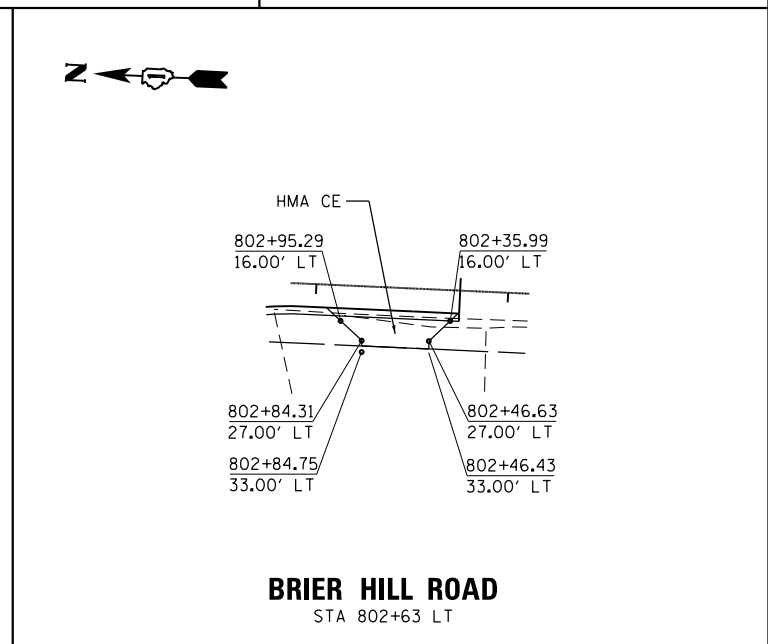 N
HMA CE
802+95.29
16.00' LT
802+35.99
16.00' LT
802+84.31
27.00' LT
802+46.63
27.00' LT
802+84.75
33.00' LT
802+46.43
33.00' LT
BRIER HILL ROAD
STA 802+63 LT